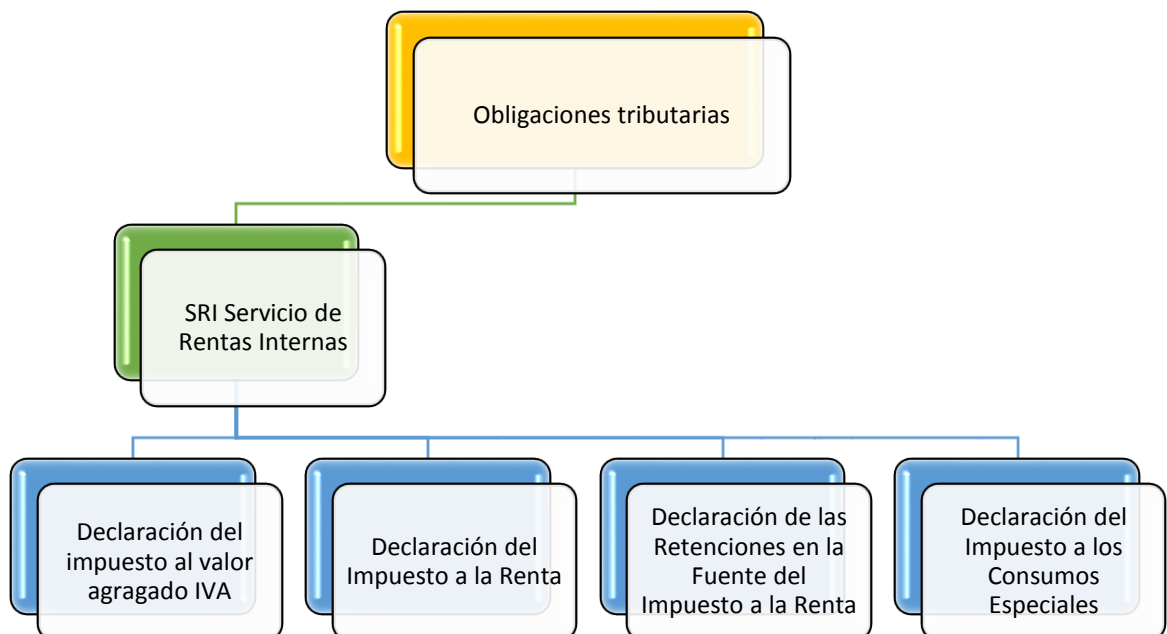 Obligaciones tributarias
SRI Servicio de
Rentas Internas
Declaración del
impuesto al valor
agragado IVA
Declaración del
Impuesto a la Renta
Declaración de las
Retenciones en la
Fuente del
Impuesto a la Renta
Declaración del
Impuesto a los
Consumos
Especiales